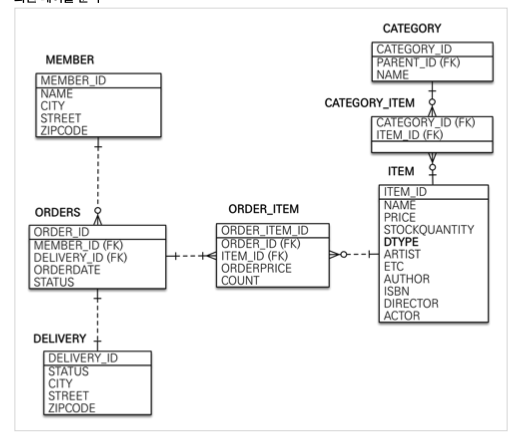 CATEGORY
CATEGORY_ID
PARENT_ID (FK)
NAME
MEMBER
MEMBER_ID
NAME
CITY
STREET
ZIPCODE
CATEGORY_ITEM
CATEGORY_ID (FK)
ITEM_ID (FK)
ITEM
ITEM_ID
NAME
PRICE
STOCKQUANTITY
DTYPE
ARTIST
ETC
AUTHOR
ISBN
DIRECTOR
ACTOR
ORDERS
ORDER_ID
MEMBER_ID (FK)
DELIVERY_ID (FK)
ORDERDATE
STATUS
ORDER_ITEM
ORDER_ITEM_ID
ORDER_ID (FK)
ITEM_ID (FK)
ORDERPRICE
COUNT
DELIVERY
DELIVERY_ID
STATUS
CITY
STREET
ZIPCODE